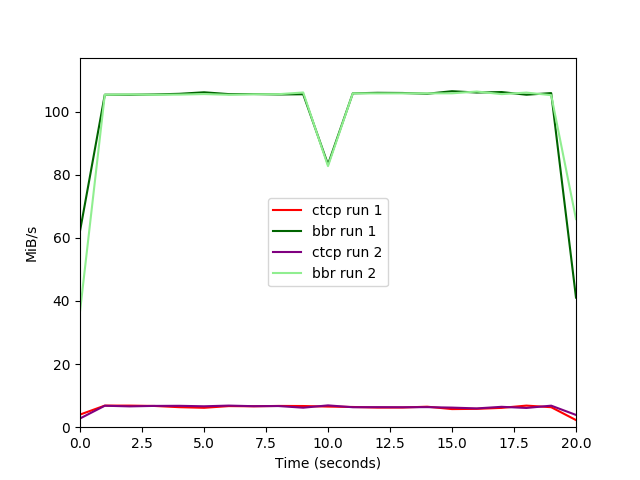 100
80
60
40
20
0
MiB/s
ctcp run 1
bbr run 1
ctcp run 2
bbr run 2
0.0 2.5 5.0 7.5 10.0 12.5 15.0 17.5 20.0
Time (seconds)